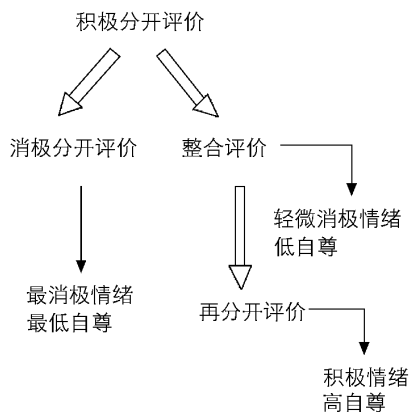 积极分开评价
消极分开评价
整合评价
轻微消极情绪
低自尊
最消极情绪
最低自尊
再分开评价
积极情绪
高自尊